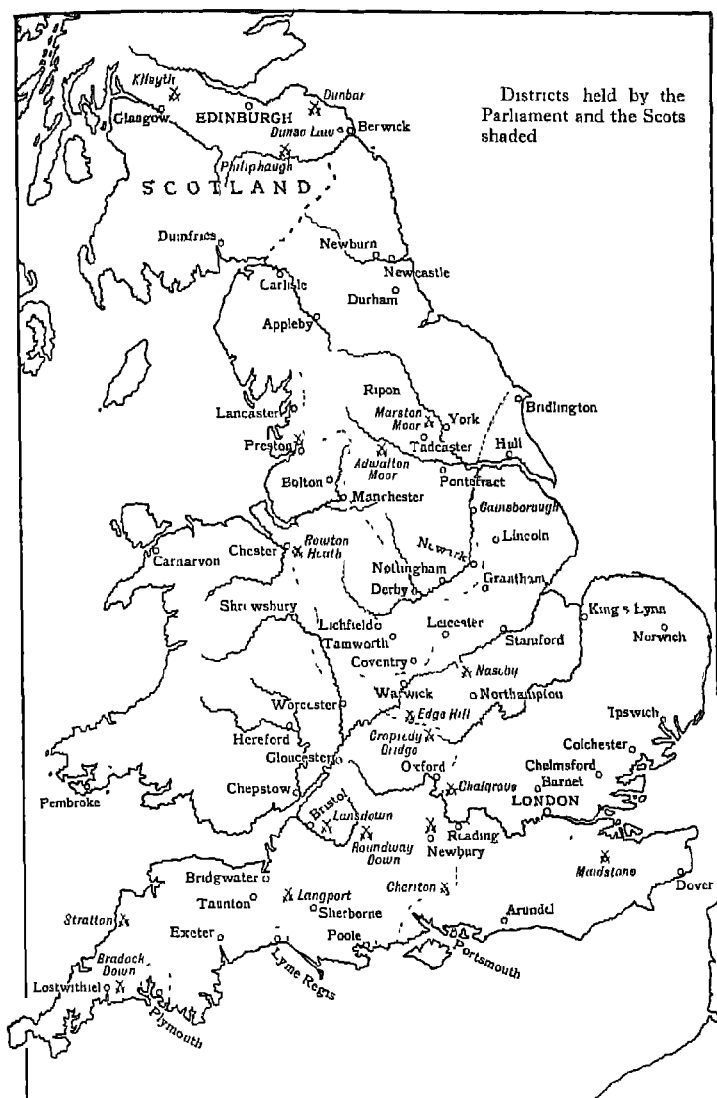 Districts held by the
Parliament and the Scots
shaded
Kilsyth
Dunbar
Glasgow
EDINBURGH
Dunse Law
Berwick
Philiphaugh
SCOTLAND
Dumfries
Newburn
Newcastle
Carlisle
Durham
Appleby
Ripon
Bridlington
Lancaster
Marston
Moor
York
Tadcaster
Hull
Preston
Adwalton
Moor
Pontefract
Bolton
Manchester
Gainsborough
Lincoln
Carnarvon
Chester
Rowton
Heath
Newark
Nottingham
Derby
Grantham
Shrewsbury
King's Lynn
Lichfield
Leicester
Stamford
Norwich
Tamworth
Coventry
Naseby
Warwick
Northampton
Worcester
Edge Hill
Ipswich
Hereford
Cropredy
Bridge
Colchester
Gloucester
Oxford
Chelmsford
Pembroke
Chepstow
Chalgrove
Barnet
LONDON
Bristol
Lansdown
Roundway
Down
Reading
Newbury
Maidstone
Dover
Bridgwater
Taunton
Langport
Cheriton
Sherborne
Arundel
Stratton
Exeter
Poole
Portsmouth
Lyme Regis
Bradock
Down
Lostwithiel
Plymouth